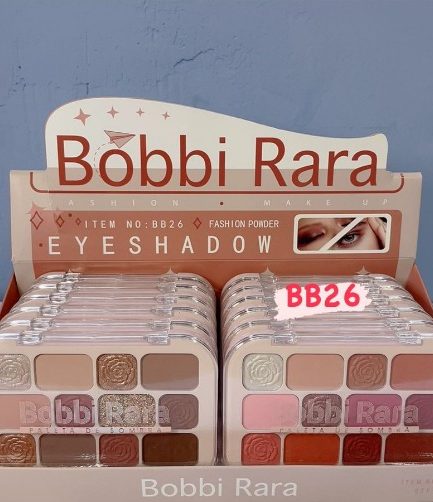 Bobbi Rara
FASHION • MAKE UP
ITEM NO:BB26 FASHION POWDER
EYESHADOW
BB26
Bobbi Rara
PALETA DE SOMBRA
Bobbi Rara
PALETA DE SOMBRA
Bobbi Rara